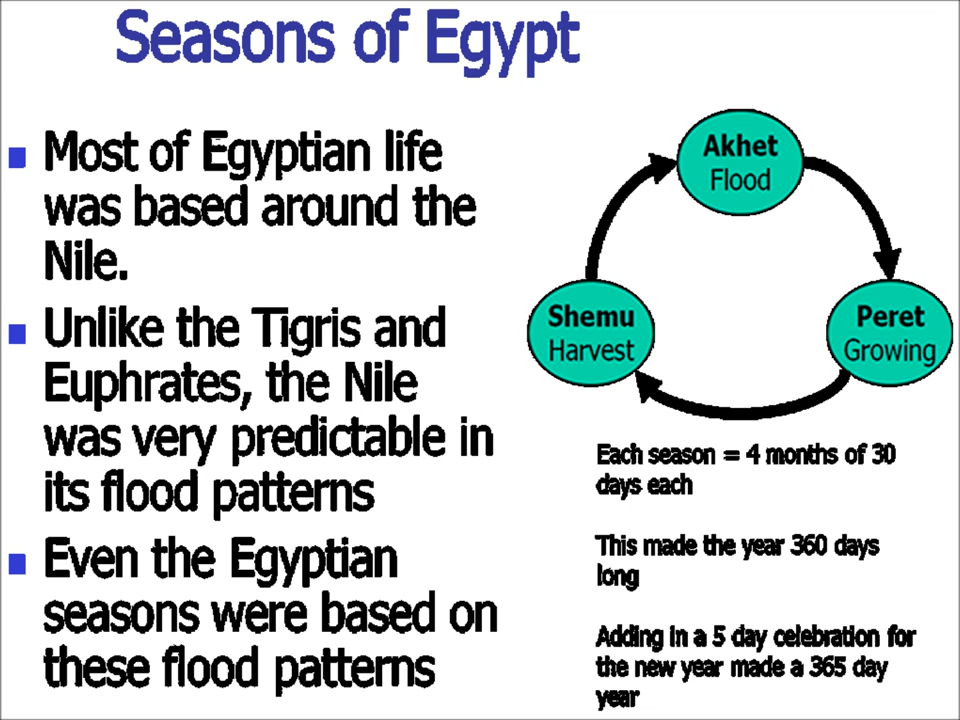 Seasons of Egypt
Most of Egyptian life
was based around the
Nile.
Unlike the Tigris and
Euphrates, the Nile
was very predictable in
its flood patterns
Even the Egyptian
seasons were based on
these flood patterns
Akhet
Flood
Peret
Growing
Shemu
Harvest
Each season = 4 months of 30
days each
This made the year 360 days
long
Adding in a 5 day celebration for
the new year made a 365 day
year